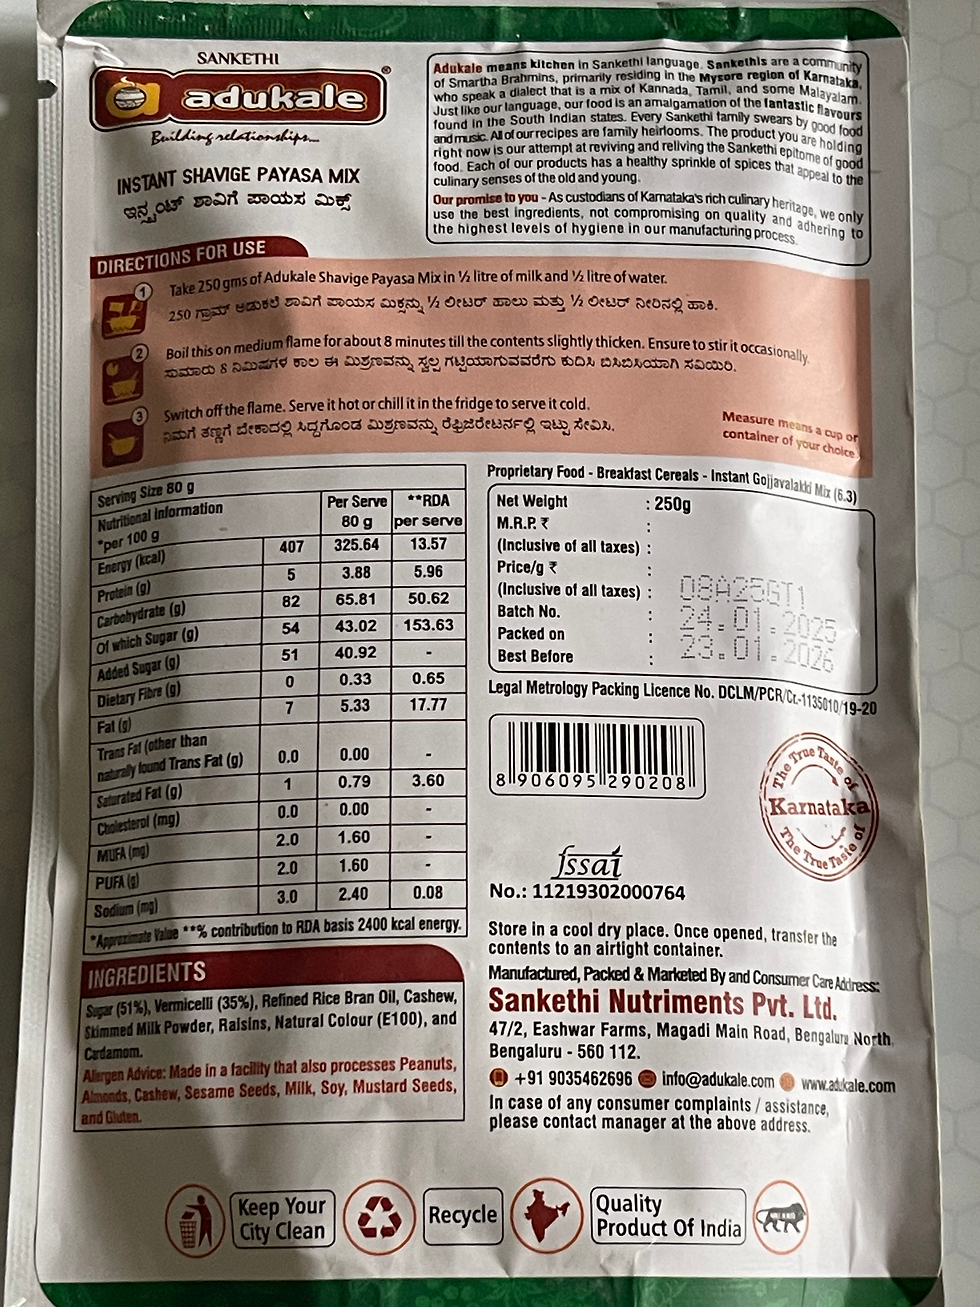 SANKETHI
adukale®
Building relationships...
INSTANT SHAVIGE PAYASA MIX
ಇನ್ಸ್ಟಂಟ್ ಶಾವಿಗೆ ಪಾಯಸ ಮಿಕ್ಸ್
Adukale means kitchen in Sankethi language. Sankethis are a community
of Smartha Brahmins, primarily residing in the Mysore region of Karnataka,
who speak a dialect that is a mix of Kannada, Tamil, and some Malayalam.
Just like our language, our food is an amalgamation of the fantastic flavours
found in the South Indian states. Every Sankethi family swears by good food
and music. All of our recipes are family heirlooms. The product you are holding
right now is our attempt at reviving and reliving the Sankethi epitome of good
food. Each of our products has a healthy sprinkle of spices that appeal to the
culinary senses of the old and young.
Our promise to you - As custodians of Karnataka's rich culinary heritage, we only
use the best ingredients, not compromising on quality and adhering to
the highest levels of hygiene in our manufacturing process.
DIRECTIONS FOR USE
1 Take 250 gms of Adukale Shavige Payasa Mix in ½ litre of milk and ½ litre of water.
250 ಗ್ರಾಮ್ ಆಡುಕಲೆ ಶಾವಿಗೆ ಪಾಯಸ ಮಿಕ್ಸನ್ನು ½ ಲೀಟರ್ ಹಾಲು ಮತ್ತು ½ ಲೀಟರ್ ನೀರಿನಲ್ಲಿ ಹಾಕಿ.
2 Boil this on medium flame for about 8 minutes till the contents slightly thicken. Ensure to stir it occasionally.
ಸುಮಾರು 8 ನಿಮಿಷಗಳ ಕಾಲ ಈ ಮಿಶ್ರಣವನ್ನು ಸ್ವಲ್ಪ ಗಟ್ಟಿಯಾಗುವವರೆಗು ಕುದಿಸಿ ಬಿಸಿಬಿಸಿಯಾಗಿ ಸವಿಯಿರಿ.
3 Switch off the flame. Serve it hot or chill it in the fridge to serve it cold.
ನಿಮಗೆ ತಣ್ಣಗೆ ಬೇಕಾದಲ್ಲಿ ಸಿದ್ದಗೊಂಡ ಮಿಶ್ರಣವನ್ನು ರೆಫ್ರಿಜರೇಟರ್ನಲ್ಲಿ ಇಟ್ಟು ಸೇವಿಸಿ.
Measure means a cup or
container of your choice
Serving Size 80 g
Nutritional Information
*per 100 g Per Serve 80 g **RDA per serve
Energy (kcal) 407 325.64 13.57
Protein (g) 5 3.88 5.96
Carbohydrate (g) 82 65.81 50.62
Of which Sugar (g) 54 43.02 153.63
Added Sugar (g) 51 40.92 -
Dietary Fibre (g) 0 0.33 0.65
Fat (g) 7 5.33 17.77
Trans Fat (other than
naturally found Trans Fat (g) 0.0 0.00 -
Saturated Fat (g) 1 0.79 3.60
Cholesterol (mg) 0.0 0.00 -
MUFA (mg) 2.0 1.60 -
PUFA (g) 2.0 1.60 -
Sodium (mg) 3.0 2.40 0.08
*Approximate Value **% contribution to RDA basis 2400 kcal energy.
INGREDIENTS
Sugar (51%), Vermicelli (35%), Refined Rice Bran Oil, Cashew,
Skimmed Milk Powder, Raisins, Natural Colour (E100), and
Cardamom.
Allergen Advice: Made in a facility that also processes Peanuts,
Almonds, Cashew, Sesame Seeds, Milk, Soy, Mustard Seeds,
and Gluten.
Proprietary Food - Breakfast Cereals - Instant Gojjavalakki Mix (6.3)
Net Weight : 250g
M.R.P. ₹ :
(Inclusive of all taxes) :
Price/g ₹ :
(Inclusive of all taxes) :
Batch No. : 08A25GT1
Packed on : 24.01.2025
Best Before : 23.01.2026
Legal Metrology Packing Licence No. DCLM/PCR/Cr.-1135010/19-20
8 906095 290208
The True Taste of
Karnataka
The True Taste of
fssai
No.: 11219302000764
Store in a cool dry place. Once opened, transfer the
contents to an airtight container.
Manufactured, Packed & Marketed By and Consumer Care Address:
Sankethi Nutriments Pvt. Ltd.
47/2, Eashwar Farms, Magadi Main Road, Bengaluru North,
Bengaluru - 560 112.
+91 9035462696 info@adukale.com www.adukale.com
In case of any consumer complaints / assistance,
please contact manager at the above address.
Keep Your
City Clean
Recycle
Quality
Product Of India